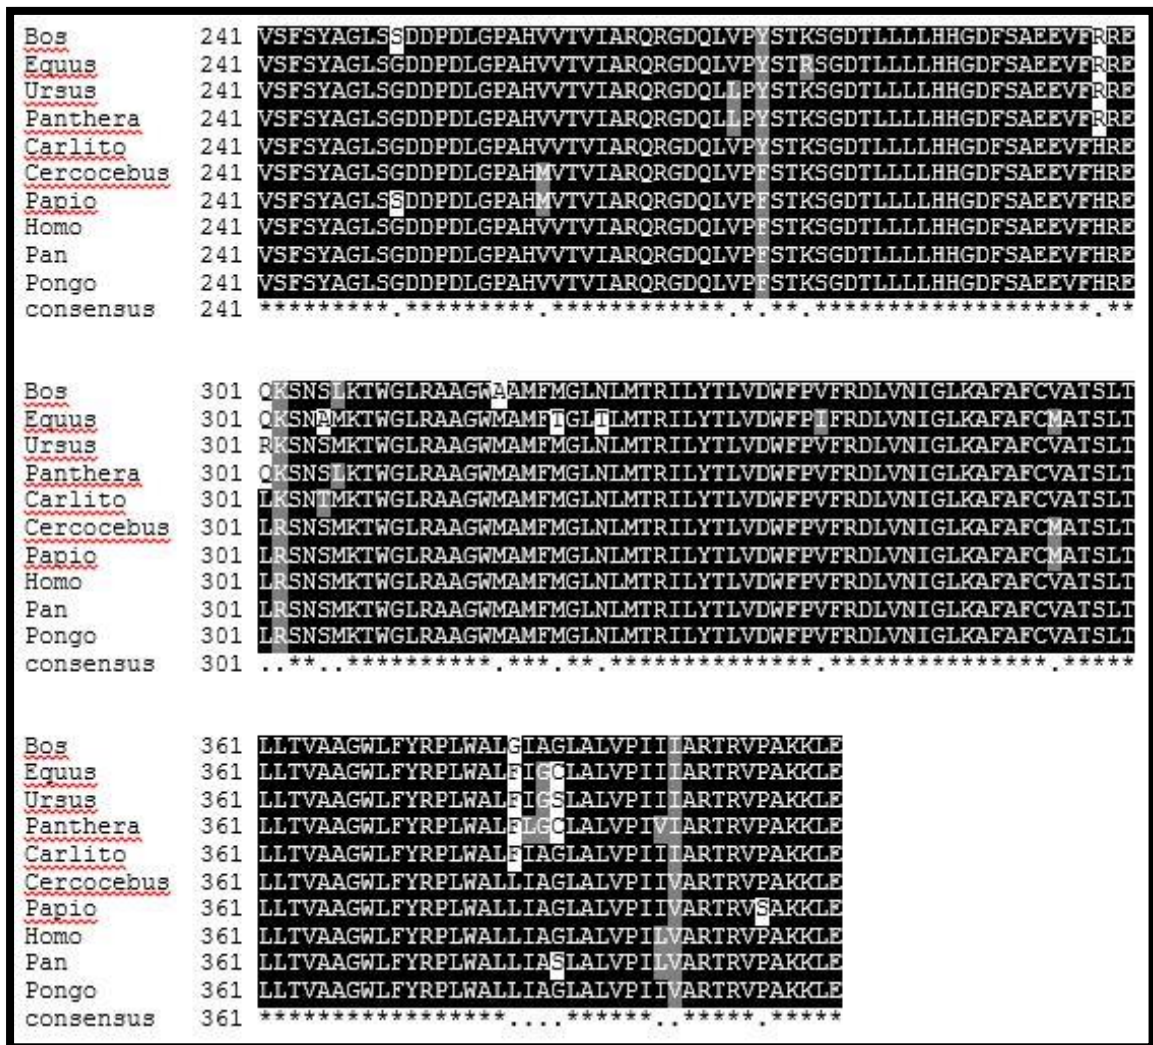 Bos 241 VSFSYAGLSSDDPDLGPAHVVTVIARQRGDQLVPYSTKSGDTLLLLHHGDFSAEEVFRRE
Equus 241 VSFSYAGLSGDDPDLGPAHVVTVIARQRGDQLVPYSTRSGDTLLLLHHGDFSAEEVFRRE
Ursus 241 VSFSYAGLSGDDPDLGPAHVVTVIARQRGDQLLPYSTKSGDTLLLLHHGDFSAEEVFRRE
Panthera 241 VSFSYAGLSGDDPDLGPAHVVTVIARQRGDQLLPYSTKSGDTLLLLHHGDFSAEEVFRRE
Carlito 241 VSFSYAGLSGDDPDLGPAHVVTVIARQRGDQLVPYSTKSGDTLLLLHHGDFSAEEVFHRE
Cercocebus 241 VSFSYAGLSGDDPDLGPAHMVTVIARQRGDQLVPFSTKSGDTLLLLHHGDFSAEEVFHRE
Papio 241 VSFSYAGLSSDDPDLGPAHMVTVIARQRGDQLVPFSTKSGDTLLLLHHGDFSAEEVFHRE
Homo 241 VSFSYAGLSGDDPDLGPAHVVTVIARQRGDQLVPFSTKSGDTLLLLHHGDFSAEEVFHRE
Pan 241 VSFSYAGLSGDDPDLGPAHVVTVIARQRGDQLVPFSTKSGDTLLLLHHGDFSAEEVFHRE
Pongo 241 VSFSYAGLSGDDPDLGPAHVVTVIARQRGDQLVPFSTKSGDTLLLLHHGDFSAEEVFHRE
consensus 241 *********.*********.************.*.**.*******************.**
Bos 301 QKSNSLKTWGLRAAGWAAMFMGLNLMTRILYTLVDWFPVFRDLVNIGLKAFAFCVATSLT
Equus 301 QKSNAMKTWGLRAAGWMAMFTGLTLMTRILYTLVDWFPIFRDLVNIGLKAFAFCMATSLT
Ursus 301 RKSNSMKTWGLRAAGWMAMFMGLNLMTRILYTLVDWFPVFRDLVNIGLKAFAFCVATSLT
Panthera 301 QKSNSLKTWGLRAAGWMAMFMGLNLMTRILYTLVDWFPVFRDLVNIGLKAFAFCVATSLT
Carlito 301 LKSNTMKTWGLRAAGWMAMFMGLNLMTRILYTLVDWFPVFRDLVNIGLKAFAFCVATSLT
Cercocebus 301 LRSNSMKTWGLRAAGWMAMFMGLNLMTRILYTLVDWFPVFRDLVNIGLKAFAFCMATSLT
Papio 301 LRSNSMKTWGLRAAGWMAMFMGLNLMTRILYTLVDWFPVFRDLVNIGLKAFAFCMATSLT
Homo 301 LRSNSMKTWGLRAAGWMAMFMGLNLMTRILYTLVDWFPVFRDLVNIGLKAFAFCVATSLT
Pan 301 LRSNSMKTWGLRAAGWMAMFMGLNLMTRILYTLVDWFPVFRDLVNIGLKAFAFCVATSLT
Pongo 301 LRSNSMKTWGLRAAGWMAMFMGLNLMTRILYTLVDWFPVFRDLVNIGLKAFAFCVATSLT
consensus 301 ..**..**********.***.**.**************.***************.*****
Bos 361 LLTVAAGWLFYRPLWALGIAGLALVPIIIARTRVPAKKLE
Equus 361 LLTVAAGWLFYRPLWALFIGCLALVPIIIARTRVPAKKLE
Ursus 361 LLTVAAGWLFYRPLWALFIGSLALVPIIIARTRVPAKKLE
Panthera 361 LLTVAAGWLFYRPLWALFLGCLALVPIVIARTRVPAKKLE
Carlito 361 LLTVAAGWLFYRPLWALFIAGLALVPIIIARTRVPAKKLE
Cercocebus 361 LLTVAAGWLFYRPLWALLIAGLALVPIIVARTRVPAKKLE
Papio 361 LLTVAAGWLFYRPLWALLIAGLALVPIIVARTRVSAKKLE
Homo 361 LLTVAAGWLFYRPLWALLIAGLALVPILVARTRVPAKKLE
Pan 361 LLTVAAGWLFYRPLWALLIASLALVPILVARTRVPAKKLE
Pongo 361 LLTVAAGWLFYRPLWALLIAGLALVPIIVARTRVPAKKLE
consensus 361 *****************....******..*****.*****